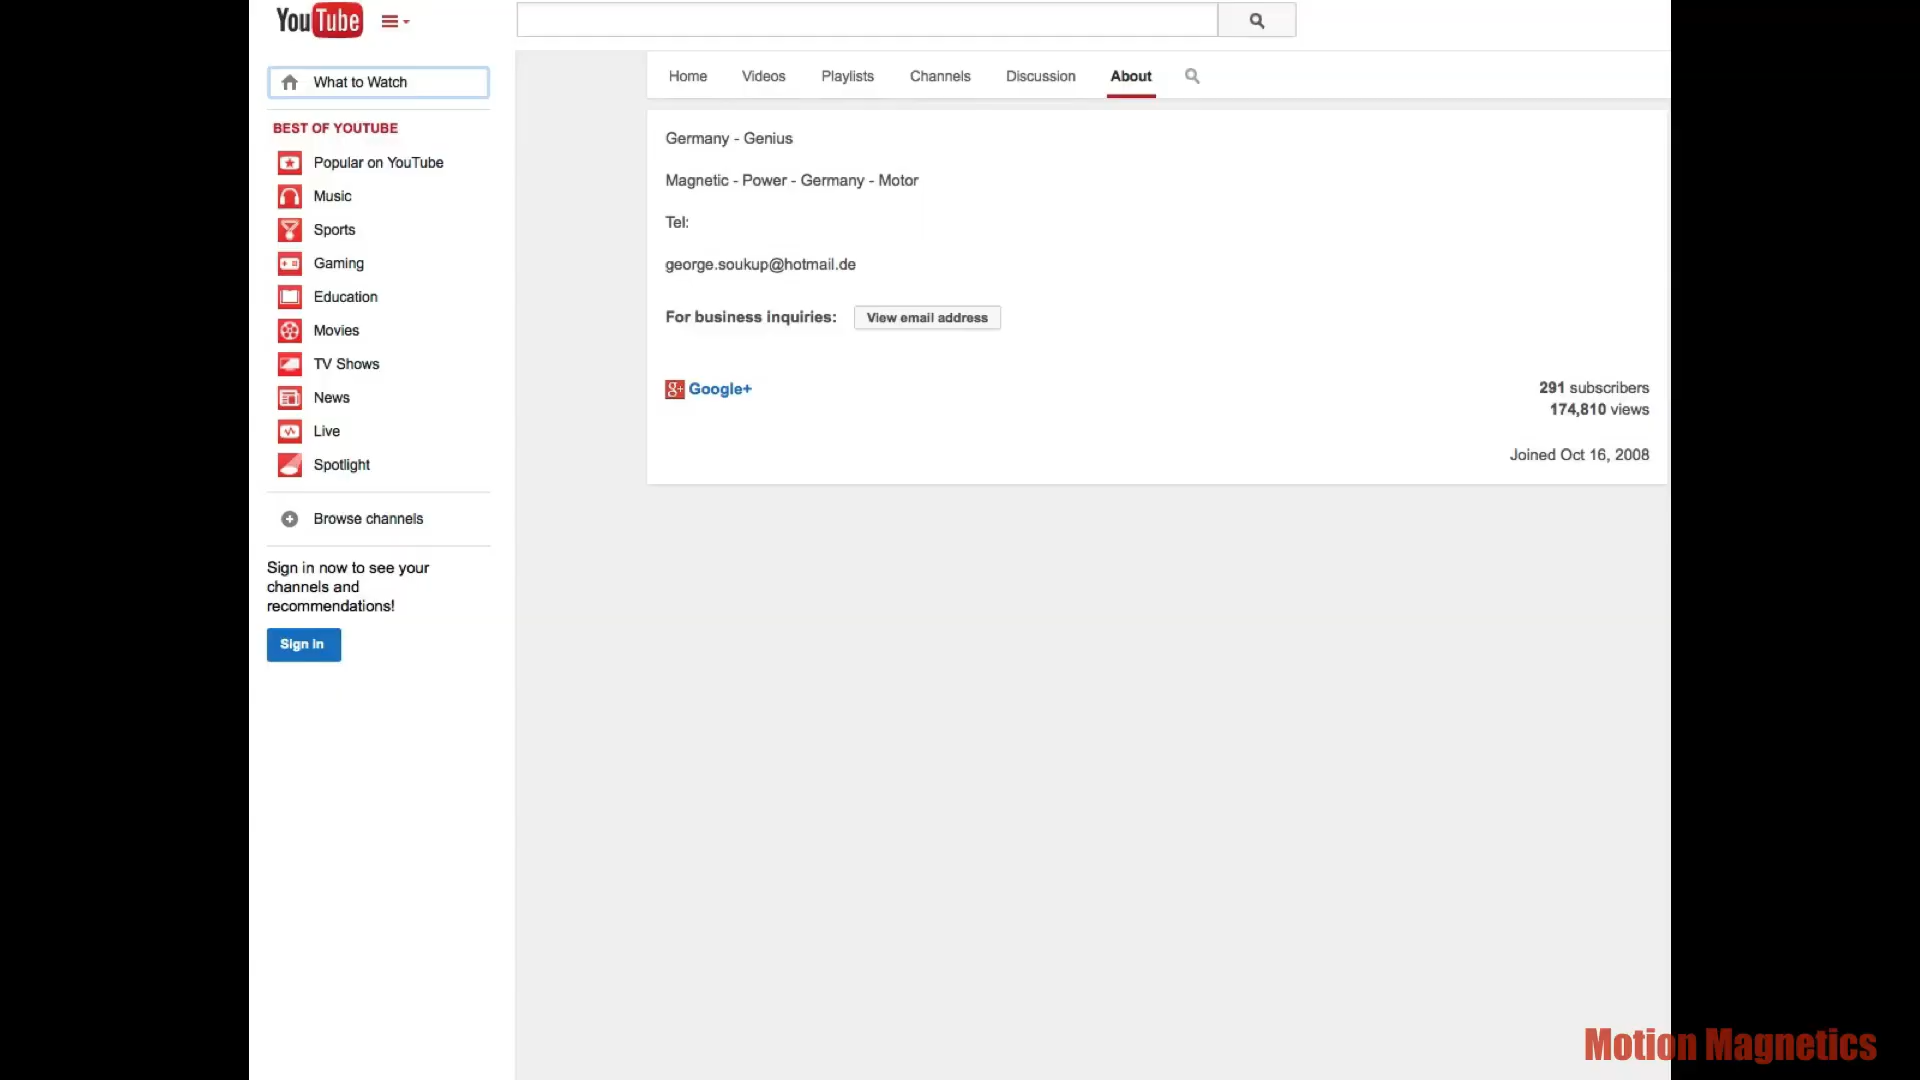 YouTube
What to Watch
BEST OF YOUTUBE
Popular on YouTube
Music
Sports
Gaming
Education
Movies
TV Shows
News
Live
Spotlight
Browse channels
Sign in now to see your
channels and
recommendations!
Sign in
Home Videos Playlists Channels Discussion About
Germany - Genius
Magnetic - Power - Germany - Motor
Tel:
george.soukup@hotmail.de
For business inquiries: View email address
g+ Google+
291 subscribers
174,810 views
Joined Oct 16, 2008
Motion Magnetics